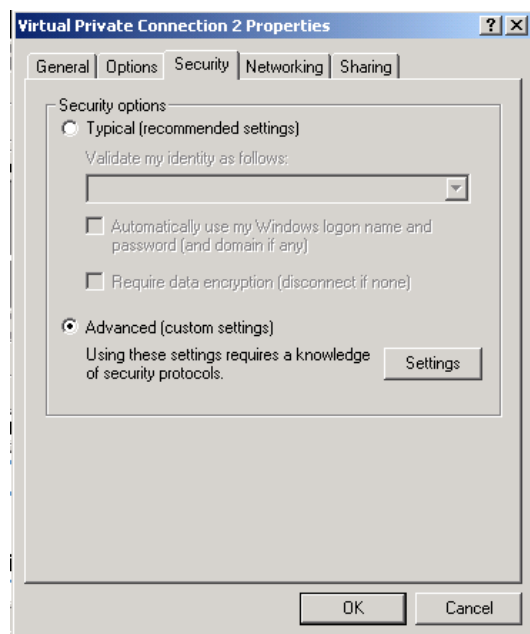 Virtual Private Connection 2 Properties
General Options Security Networking Sharing
Security options
Typical (recommended settings)
Validate my identity as follows:
Automatically use my Windows logon name and
password (and domain if any)
Require data encryption (disconnect if none)
Advanced (custom settings)
Using these settings requires a knowledge
of security protocols.
Settings
OK Cancel